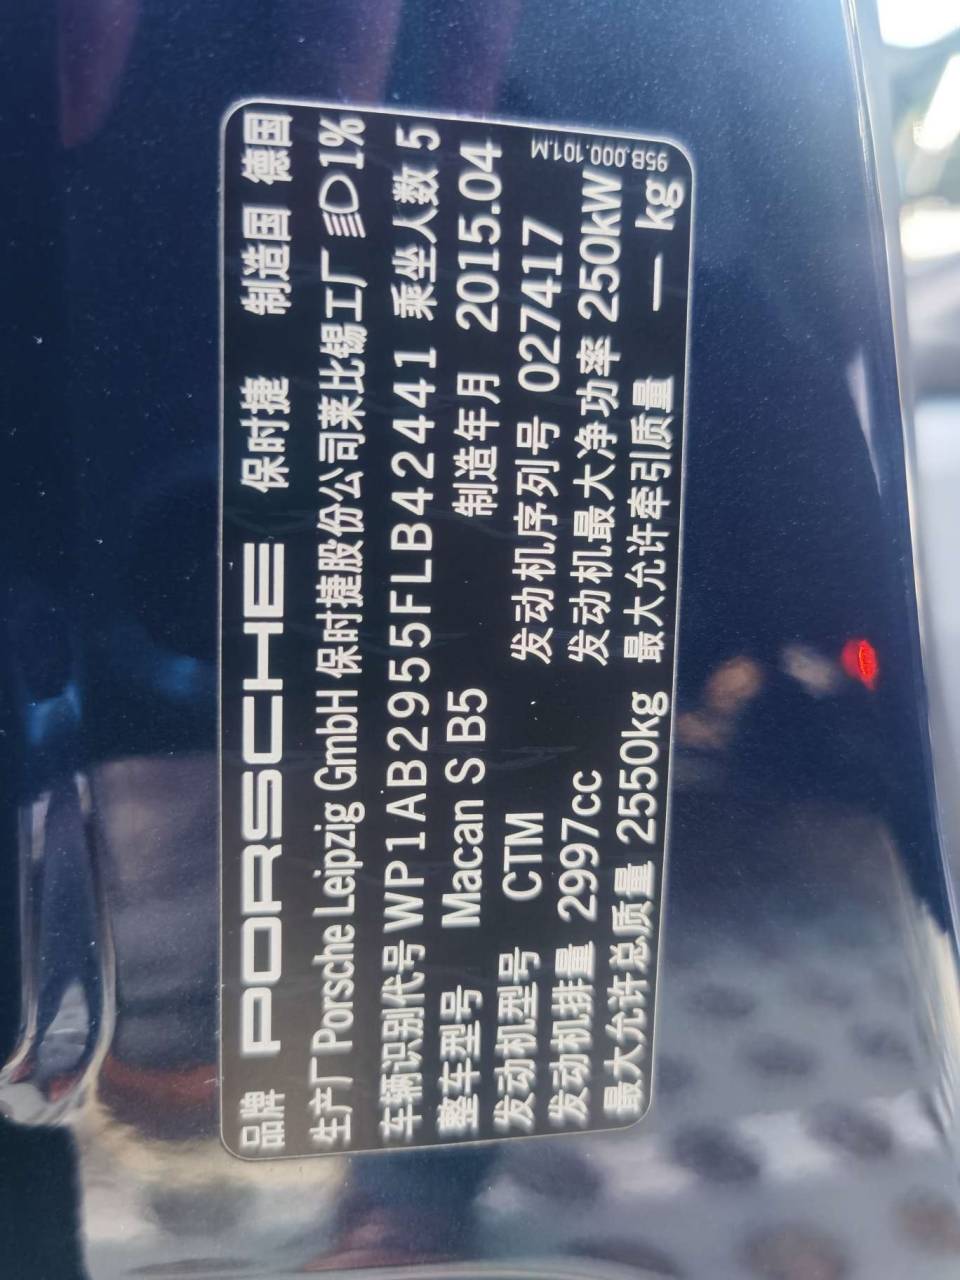 品牌 PORSCHE 保时捷 制造国 德国
生产厂 Porsche Leipzig GmbH 保时捷股份公司莱比锡工厂 1%
车辆识别代号 WP1AB2955FLB42441 乘坐人数 5
整车型号 Macan S B5 制造年月 2015.04
发动机型号 CTM 发动机序列号 027417
发动机排量 2997cc 发动机最大净功率 250kW
最大允许总质量 2550kg 最大允许牵引质量 — kg
95B.000.101.M